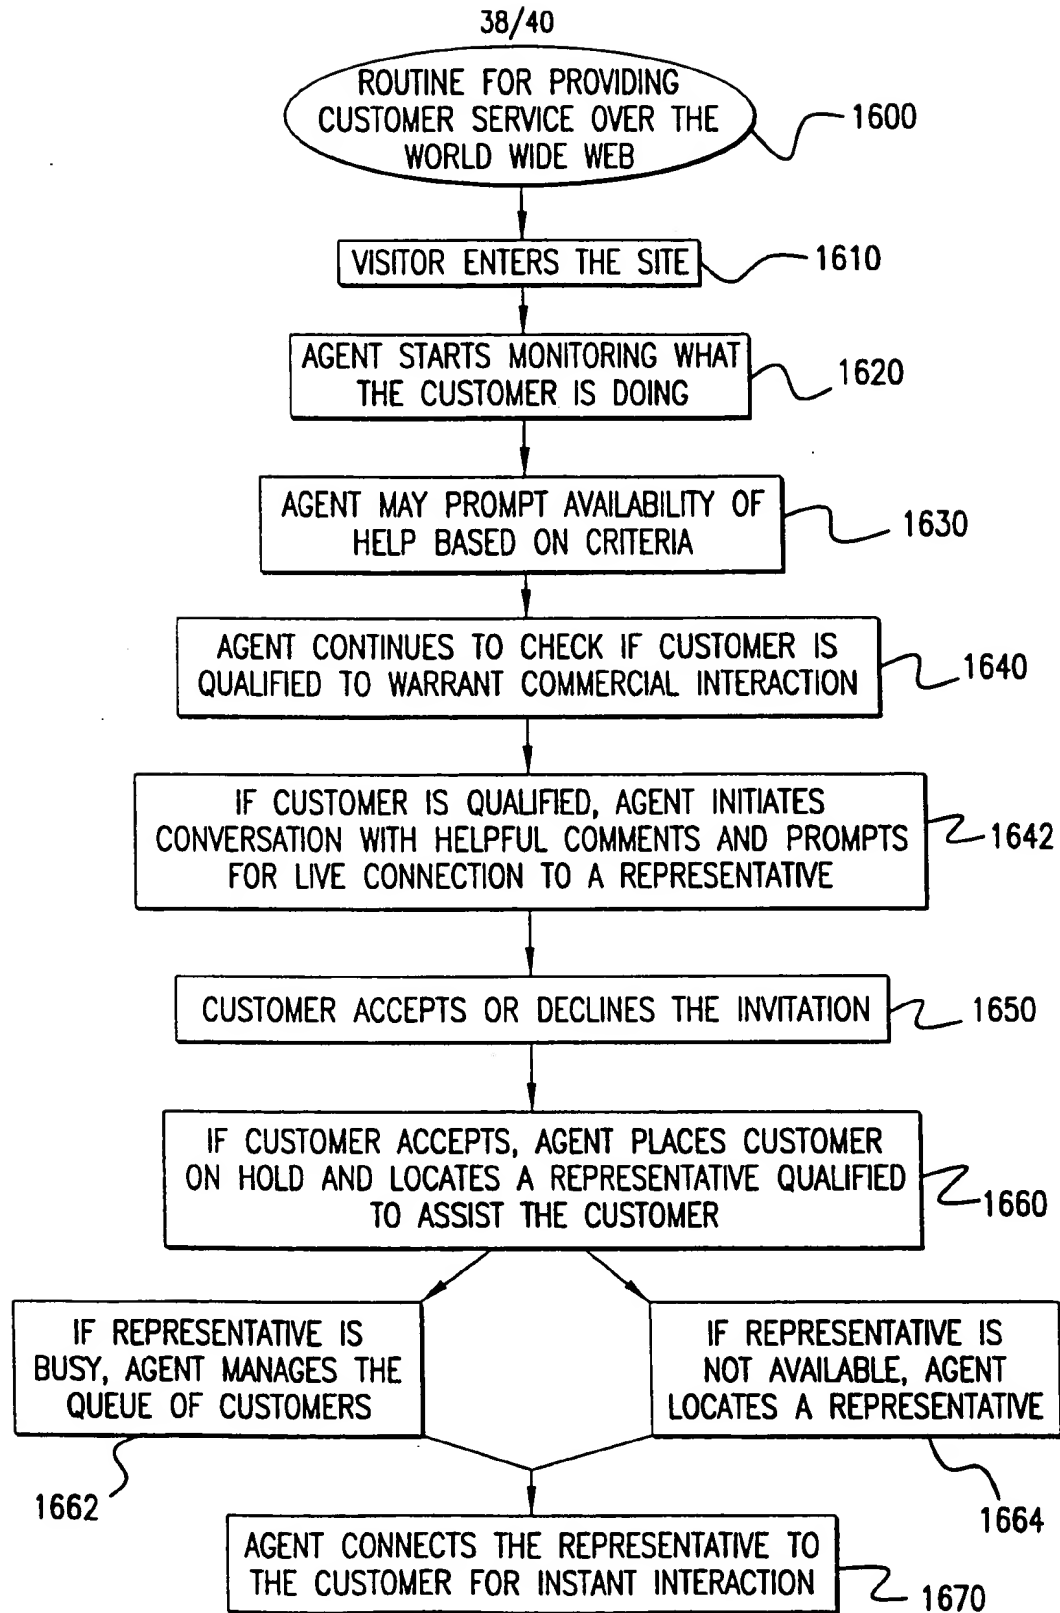 38/40
ROUTINE FOR PROVIDING
CUSTOMER SERVICE OVER THE
WORLD WIDE WEB
1600
VISITOR ENTERS THE SITE
1610
AGENT STARTS MONITORING WHAT
THE CUSTOMER IS DOING
1620
AGENT MAY PROMPT AVAILABILITY OF
HELP BASED ON CRITERIA
1630
AGENT CONTINUES TO CHECK IF CUSTOMER IS
QUALIFIED TO WARRANT COMMERCIAL INTERACTION
1640
IF CUSTOMER IS QUALIFIED, AGENT INITIATES
CONVERSATION WITH HELPFUL COMMENTS AND PROMPTS
FOR LIVE CONNECTION TO A REPRESENTATIVE
1642
CUSTOMER ACCEPTS OR DECLINES THE INVITATION
1650
IF CUSTOMER ACCEPTS, AGENT PLACES CUSTOMER
ON HOLD AND LOCATES A REPRESENTATIVE QUALIFIED
TO ASSIST THE CUSTOMER
1660
IF REPRESENTATIVE IS
BUSY, AGENT MANAGES THE
QUEUE OF CUSTOMERS
1662
IF REPRESENTATIVE IS
NOT AVAILABLE, AGENT
LOCATES A REPRESENTATIVE
1664
AGENT CONNECTS THE REPRESENTATIVE TO
THE CUSTOMER FOR INSTANT INTERACTION
1670